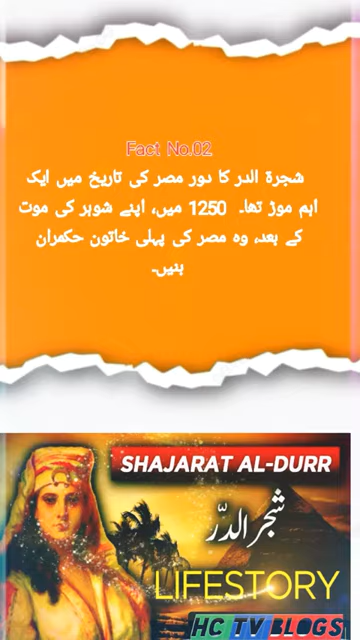 Fact No.02
شجرۃ الدر کا دور مصر کی تاریخ میں ایک
اہم موڑ تھا۔ 1250 میں، اپنے شوہر کی موت
کے بعد، وہ مصر کی پہلی خاتون حکمران
بنیں۔
SHAJARAT AL-DURR
شجر الدرّ
LIFESTORY
HC TV BLOGS